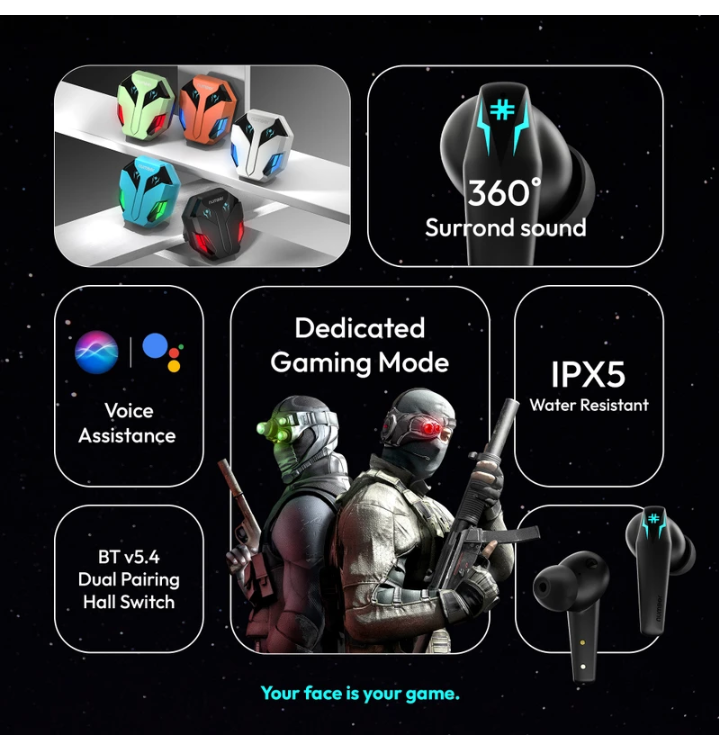 360°
Surrond sound
Dedicated
Gaming Mode
Voice
Assistance
IPX5
Water Resistant
BT v5.4
Dual Pairing
Hall Switch
Your face is your game.